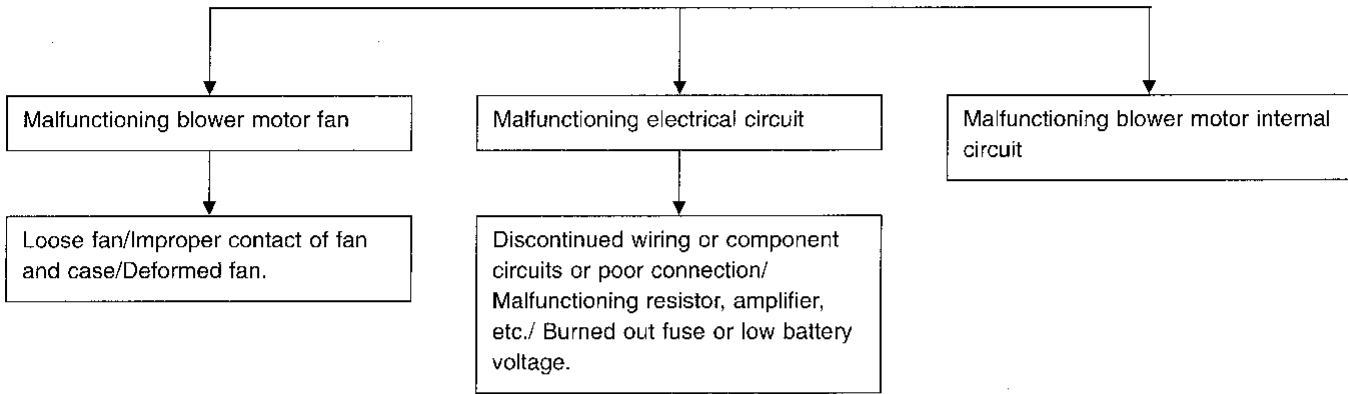 Malfunctioning blower motor fan
Malfunctioning electrical circuit
Malfunctioning blower motor internal
circuit
Loose fan/Improper contact of fan
and case/Deformed fan.
Discontinued wiring or component
circuits or poor connection/
Malfunctioning resistor, amplifier,
etc./ Burned out fuse or low battery
voltage.